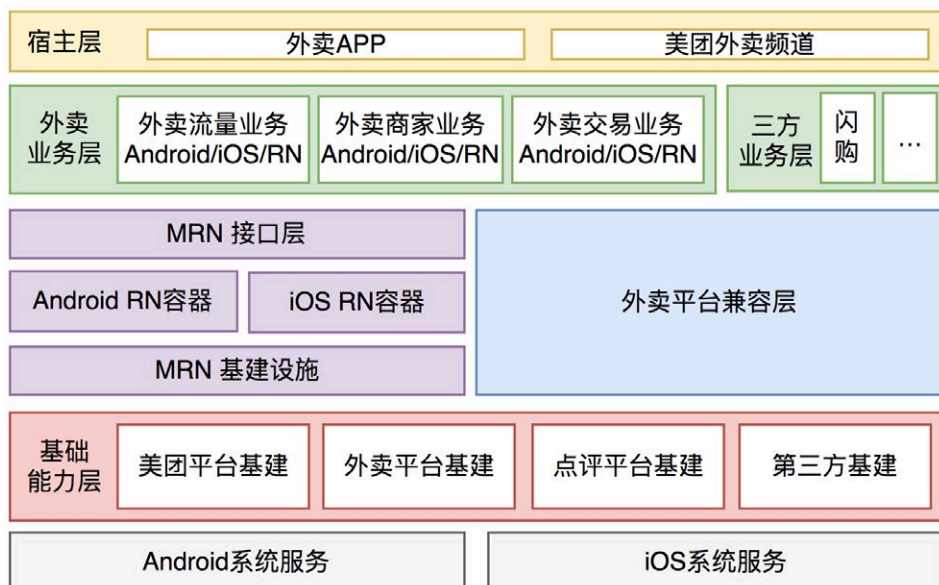 宿主层
外卖APP
美团外卖频道
外卖
业务层
外卖流量业务
Android/iOS/RN
外卖商家业务
Android/iOS/RN
外卖交易业务
Android/iOS/RN
三方
业务层
闪
购
...
MRN 接口层
Android RN容器
iOS RN容器
MRN 基建设施
外卖平台兼容层
基础
能力层
美团平台基建
外卖平台基建
点评平台基建
第三方基建
Android系统服务
iOS系统服务